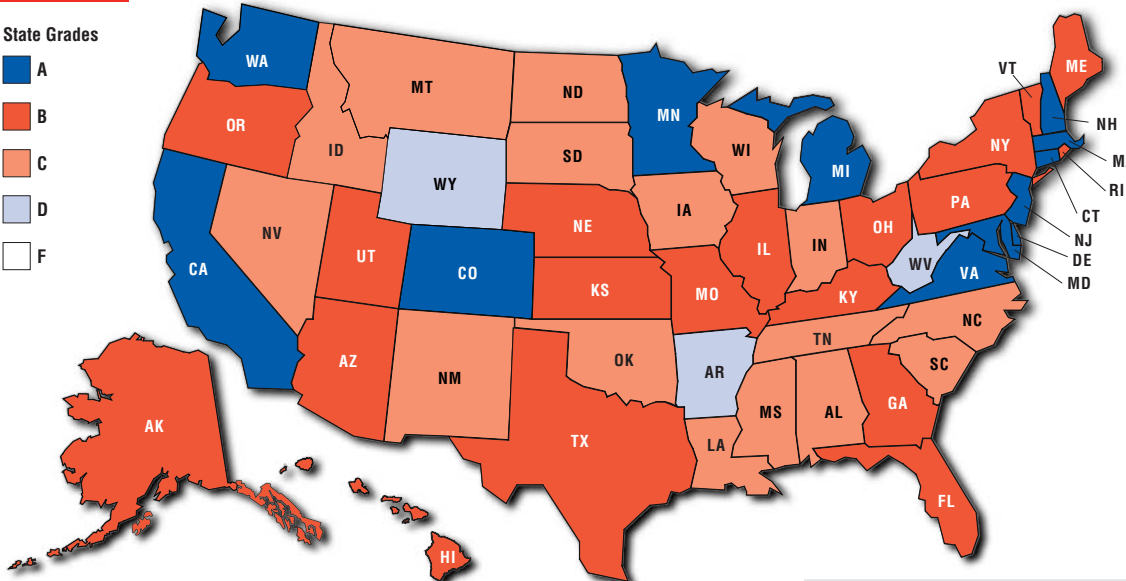 State Grades
A
B
C
D
F
WA
OR
CA
NV
ID
MT
WY
UT
AZ
CO
NM
ND
SD
NE
KS
OK
TX
MN
IA
MO
AR
LA
WI
IL
MI
IN
OH
KY
TN
MS
AL
GA
FL
SC
NC
VA
WV
PA
NY
VT
ME
NH
M
RI
CT
NJ
DE
MD
AK
HI